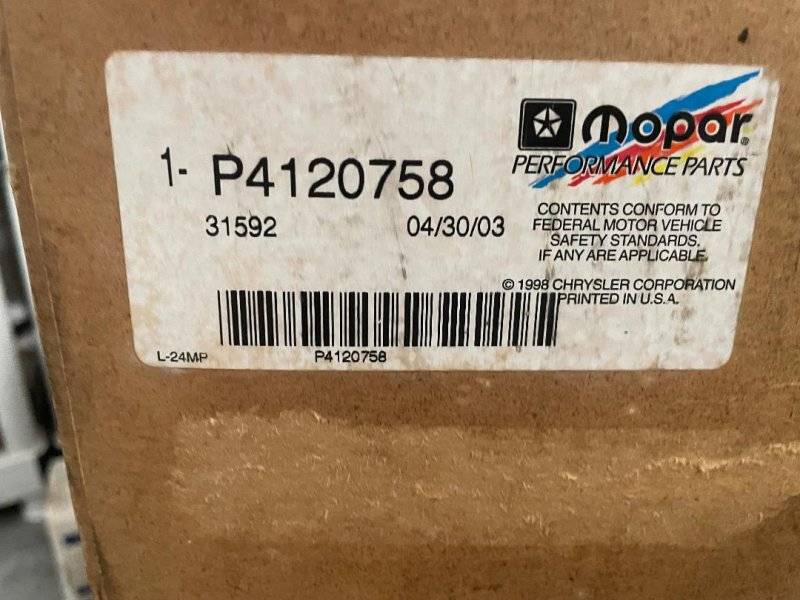 Mopar®
PERFORMANCE PARTS
1- P4120758
31592 04/30/03
CONTENTS CONFORM TO
FEDERAL MOTOR VEHICLE
SAFETY STANDARDS,
IF ANY ARE APPLICABLE.
© 1998 CHRYSLER CORPORATION
PRINTED IN U.S.A.
L-24MP P4120758